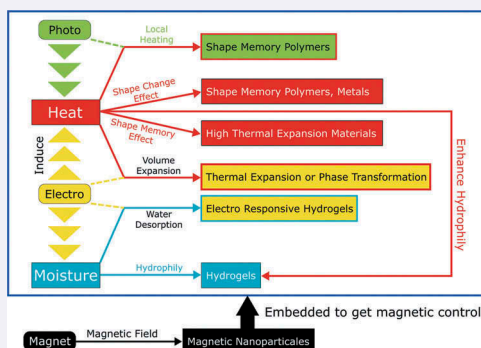 Photo
Local
Heating
Shape Memory Polymers
Shape Change
Effect
Shape Memory Polymers, Metals
Heat
Shape Memory
Effect
High Thermal Expansion Materials
Induce
Volume
Expansion
Thermal Expansion or Phase Transformation
Electro
Water
Desorption
Electro Responsive Hydrogels
Enhance Hydrophily
Moisture
Hydrophily
Hydrogels
Embedded to get magnetic control
Magnet
Magnetic Field
Magnetic Nanoparticales